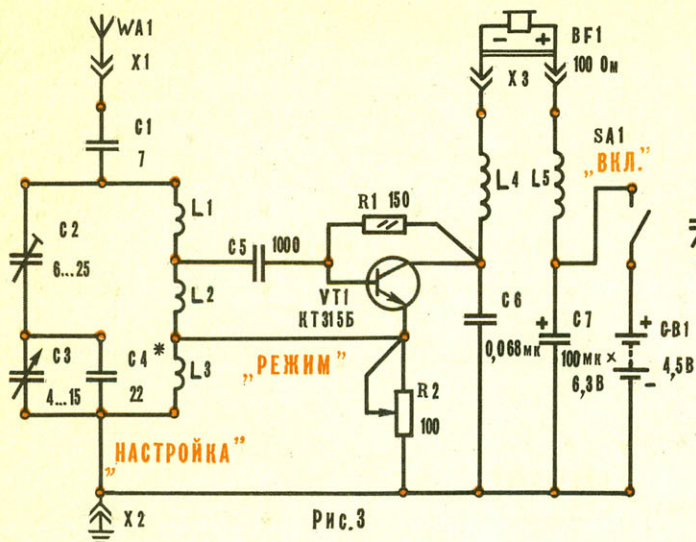 WA1
X1
C1
7
C2
6...25
C3
4...15
C4*
22
L1
L2
L3
C5
1000
R1 150
VT1
КТ315Б
„РЕЖИМ”
R2
100
„НАСТРОЙКА”
X2
Рис.3
BF1
100 Ом
- +
X3
L4
L5
SA1
„ВКЛ.”
C6
0,068мк
+ C7
100мк ×
6,3В
+ GB1
4,5В
-